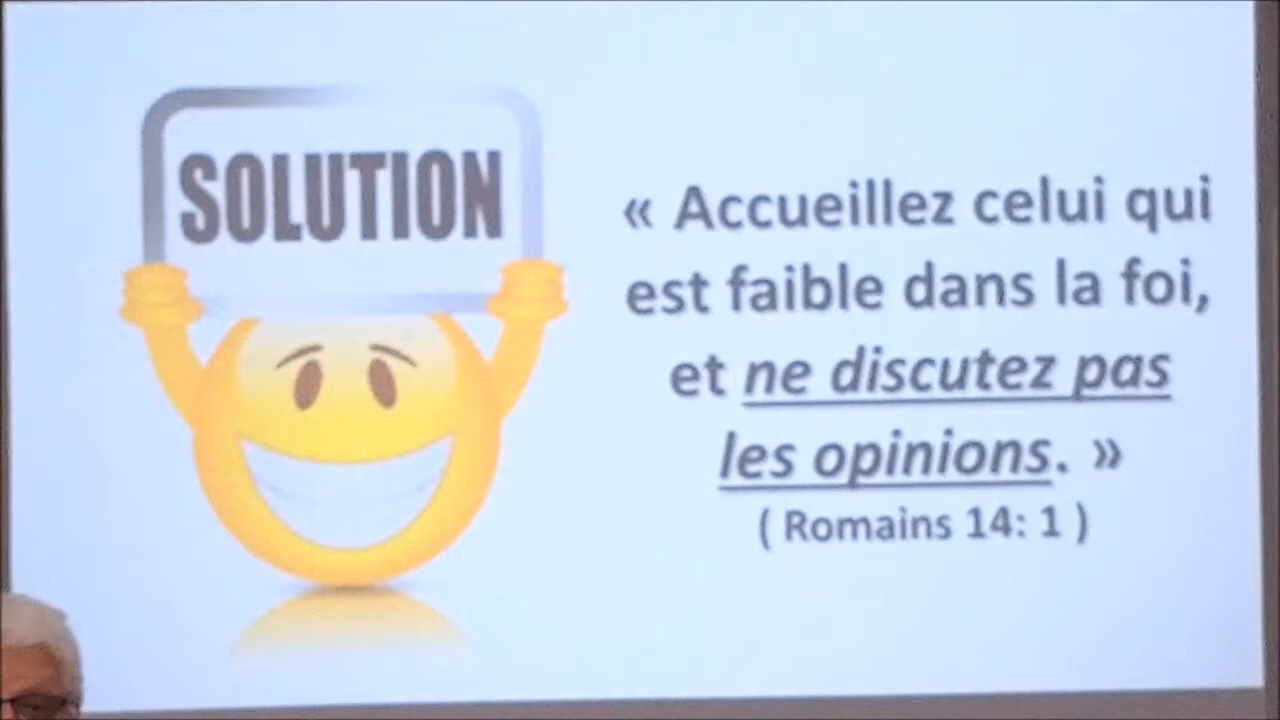 SOLUTION
« Accueillez celui qui
est faible dans la foi,
et ne discutez pas
les opinions. »
( Romains 14: 1 )